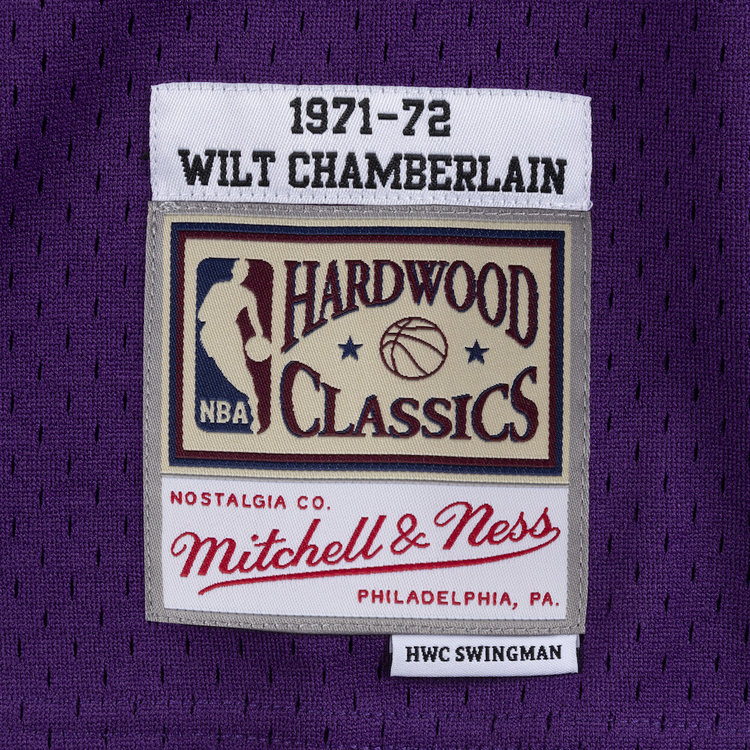 1971-72
WILT CHAMBERLAIN
HARDWOOD
CLASSICS
NBA
NOSTALGIA CO.
Mitchell & Ness
PHILADELPHIA, PA.
HWC SWINGMAN